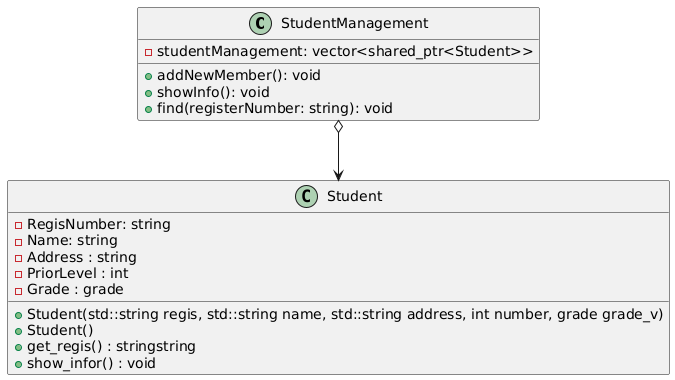 C StudentManagement
studentManagement: vector<shared_ptr<Student>>
addNewMember(): void
showInfo(): void
find(registerNumber: string): void
C Student
RegisNumber: string
Name: string
Address : string
PriorLevel : int
Grade : grade
Student(std::string regis, std::string name, std::string address, int number, grade grade_v)
Student()
get_regis() : stringstring
show_infor() : void